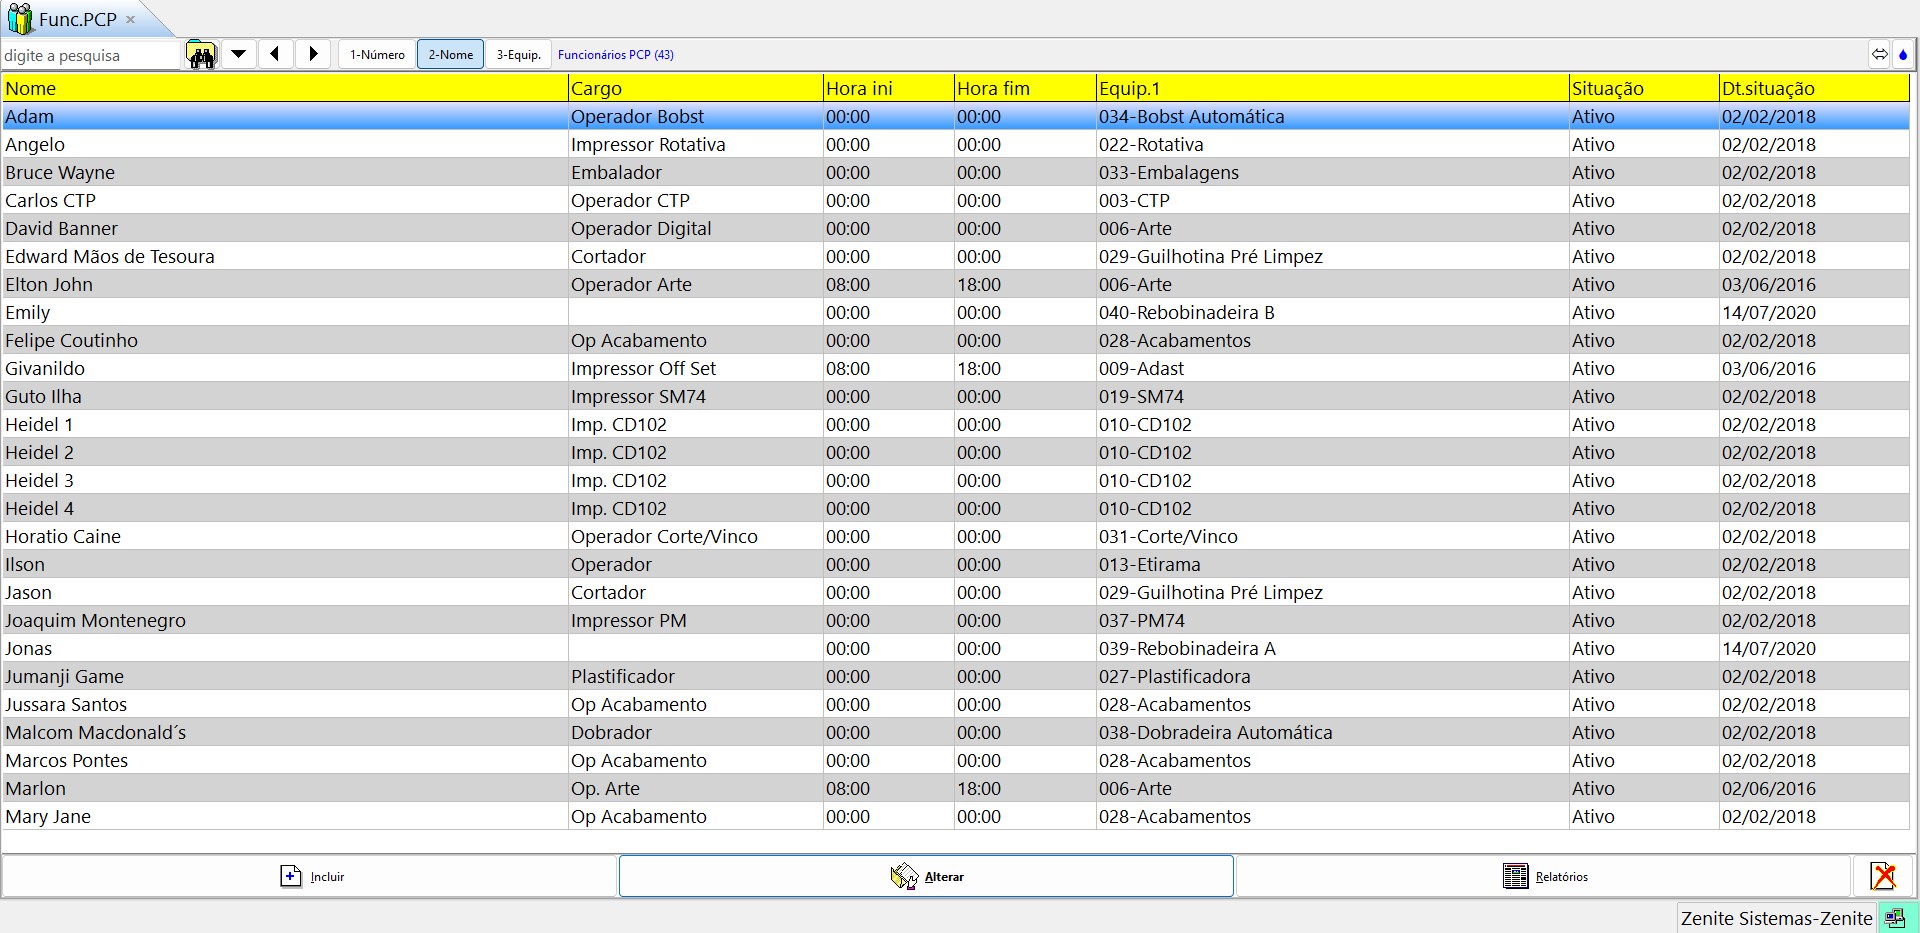 Func.PCP
digite a pesquisa 1-Número 2-Nome 3-Equip. Funcionários PCP (43)
Nome Cargo Hora ini Hora fim Equip.1 Situação Dt.situação
Adam Operador Bobst 00:00 00:00 034-Bobst Automática Ativo 02/02/2018
Angelo Impressor Rotativa 00:00 00:00 022-Rotativa Ativo 02/02/2018
Bruce Wayne Embalador 00:00 00:00 033-Embalagens Ativo 02/02/2018
Carlos CTP Operador CTP 00:00 00:00 003-CTP Ativo 02/02/2018
David Banner Operador Digital 00:00 00:00 006-Arte Ativo 02/02/2018
Edward Mãos de Tesoura Cortador 00:00 00:00 029-Guilhotina Pré Limpez Ativo 02/02/2018
Elton John Operador Arte 08:00 18:00 006-Arte Ativo 03/06/2016
Emily 00:00 00:00 040-Rebobinadeira B Ativo 14/07/2020
Felipe Coutinho Op Acabamento 00:00 00:00 028-Acabamentos Ativo 02/02/2018
Givanildo Impressor Off Set 08:00 18:00 009-Adast Ativo 03/06/2016
Guto Ilha Impressor SM74 00:00 00:00 019-SM74 Ativo 02/02/2018
Heidel 1 Imp. CD102 00:00 00:00 010-CD102 Ativo 02/02/2018
Heidel 2 Imp. CD102 00:00 00:00 010-CD102 Ativo 02/02/2018
Heidel 3 Imp. CD102 00:00 00:00 010-CD102 Ativo 02/02/2018
Heidel 4 Imp. CD102 00:00 00:00 010-CD102 Ativo 02/02/2018
Horatio Caine Operador Corte/Vinco 00:00 00:00 031-Corte/Vinco Ativo 02/02/2018
Ilson Operador 00:00 00:00 013-Etirama Ativo 02/02/2018
Jason Cortador 00:00 00:00 029-Guilhotina Pré Limpez Ativo 02/02/2018
Joaquim Montenegro Impressor PM 00:00 00:00 037-PM74 Ativo 02/02/2018
Jonas 00:00 00:00 039-Rebobinadeira A Ativo 14/07/2020
Jumanji Game Plastificador 00:00 00:00 027-Plastificadora Ativo 02/02/2018
Jussara Santos Op Acabamento 00:00 00:00 028-Acabamentos Ativo 02/02/2018
Malcom Macdonald´s Dobrador 00:00 00:00 038-Dobradeira Automática Ativo 02/02/2018
Marcos Pontes Op Acabamento 00:00 00:00 028-Acabamentos Ativo 02/02/2018
Marlon Op. Arte 08:00 18:00 006-Arte Ativo 02/06/2016
Mary Jane Op Acabamento 00:00 00:00 028-Acabamentos Ativo 02/02/2018
Incluir Alterar Relatórios
Zenite Sistemas-Zenite